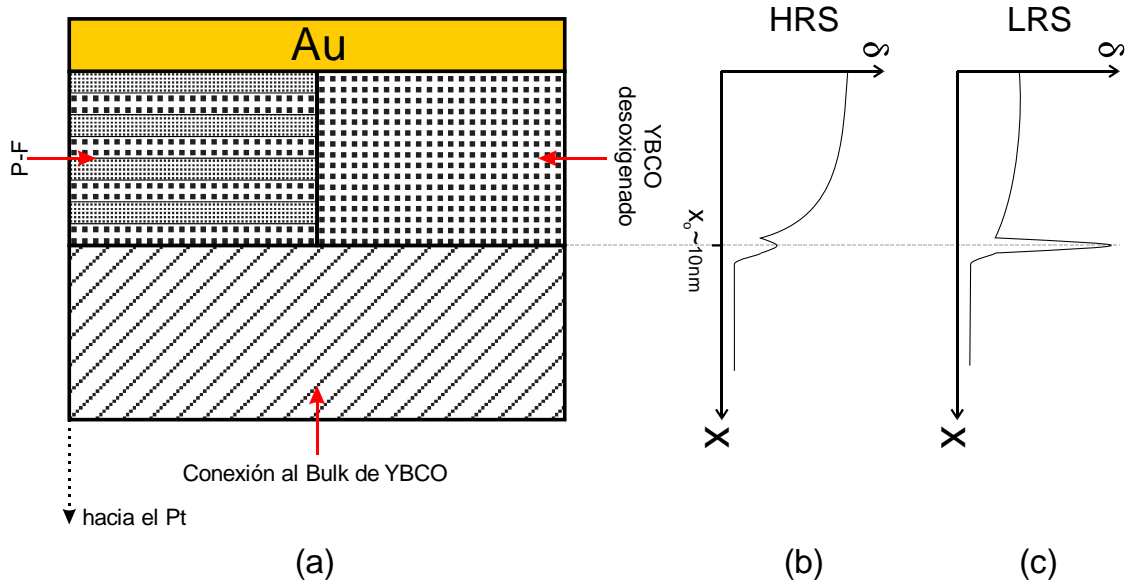 HRS
LRS
Au
δ
δ
P-F
YBCO
desoxigenado
X₀~10nm
X
X
Conexión al Bulk de YBCO
hacia el Pt
(a)
(b)
(c)